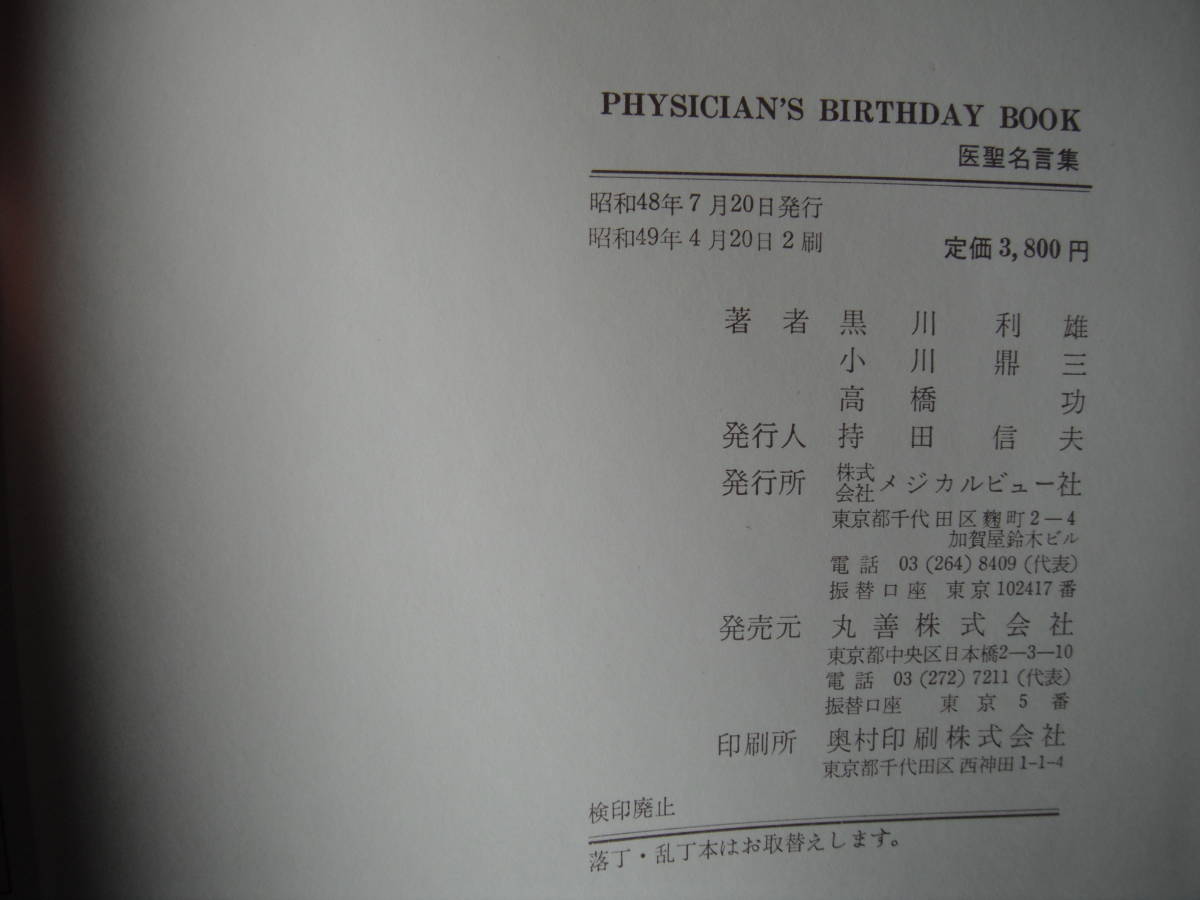 PHYSICIAN'S BIRTHDAY BOOK
医聖名言集
昭和48年7月20日発行
昭和49年4月20日2刷 定価3,800円
著者 黒川利雄
小川鼎三
高橋功
発行人 持田信夫
発行所 株式会社メジカルビュー社
東京都千代田区麴町2―4
加賀屋鈴木ビル
電話 03(264)8409(代表)
振替口座 東京102417番
発売元 丸善株式会社
東京都中央区日本橋2―3―10
電話 03(272)7211(代表)
振替口座 東京5番
印刷所 奥村印刷株式会社
東京都千代田区西神田1-1-4
検印廃止
落丁・乱丁本はお取替えします。